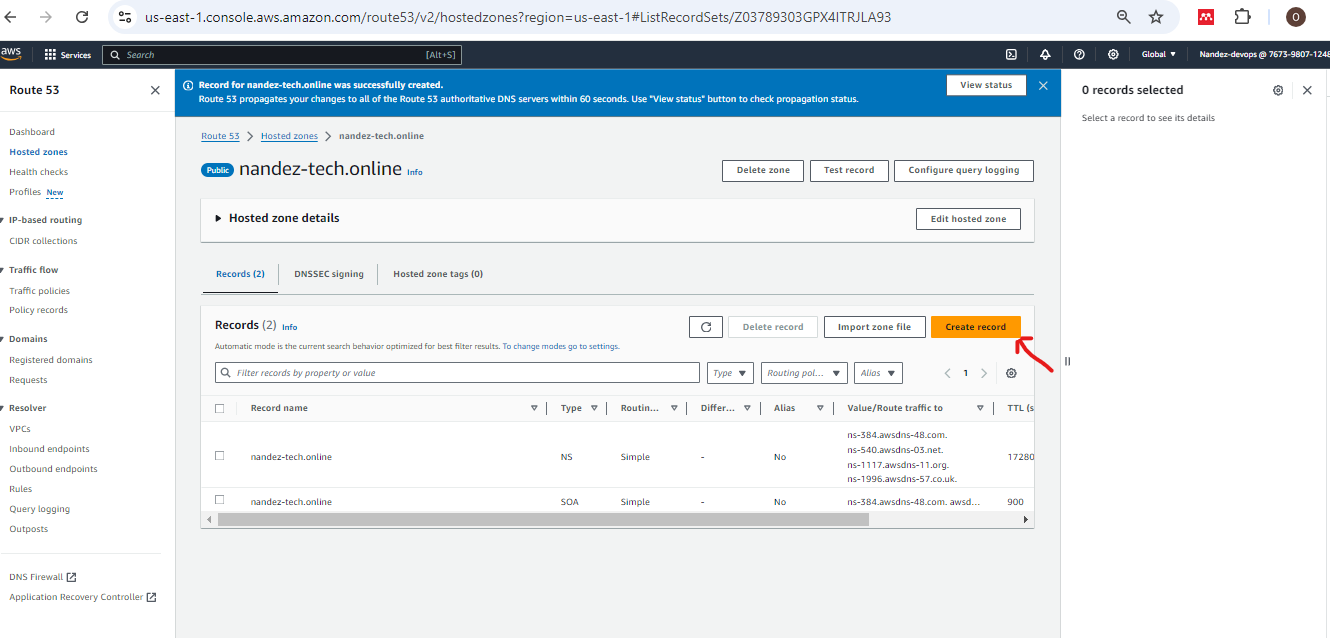 us-east-1.console.aws.amazon.com/route53/v2/hostedzones?region=us-east-1#ListRecordSets/Z03789303GPX4ITRJLA93
O
aws
Services
Search
[Alt+S]
Global
Nandez-devops @ 7673-9807-1248
Route 53
Dashboard
Hosted zones
Health checks
Profiles New
IP-based routing
CIDR collections
Traffic flow
Traffic policies
Policy records
Domains
Registered domains
Requests
Resolver
VPCs
Inbound endpoints
Outbound endpoints
Rules
Query logging
Outposts
DNS Firewall
Application Recovery Controller
Record for nandez-tech.online was successfully created.
Route 53 propagates your changes to all of the Route 53 authoritative DNS servers within 60 seconds. Use "View status" button to check propagation status.
View status
Route 53
Hosted zones
nandez-tech.online
Public nandez-tech.online Info
Delete zone
Test record
Configure query logging
Hosted zone details
Edit hosted zone
Records (2)
DNSSEC signing
Hosted zone tags (0)
Records (2) Info
Delete record
Import zone file
Create record
Automatic mode is the current search behavior optimized for best filter results. To change modes go to settings.
Filter records by property or value
Type
Routing pol...
Alias
1
Record name
Type
Routin...
Differ...
Alias
Value/Route traffic to
TTL (s
nandez-tech.online
NS
Simple
-
No
ns-384.awsdns-48.com.
ns-540.awsdns-03.net.
ns-1117.awsdns-11.org.
ns-1996.awsdns-57.co.uk.
17280
nandez-tech.online
SOA
Simple
-
No
ns-384.awsdns-48.com. awsd...
900
0 records selected
Select a record to see its details